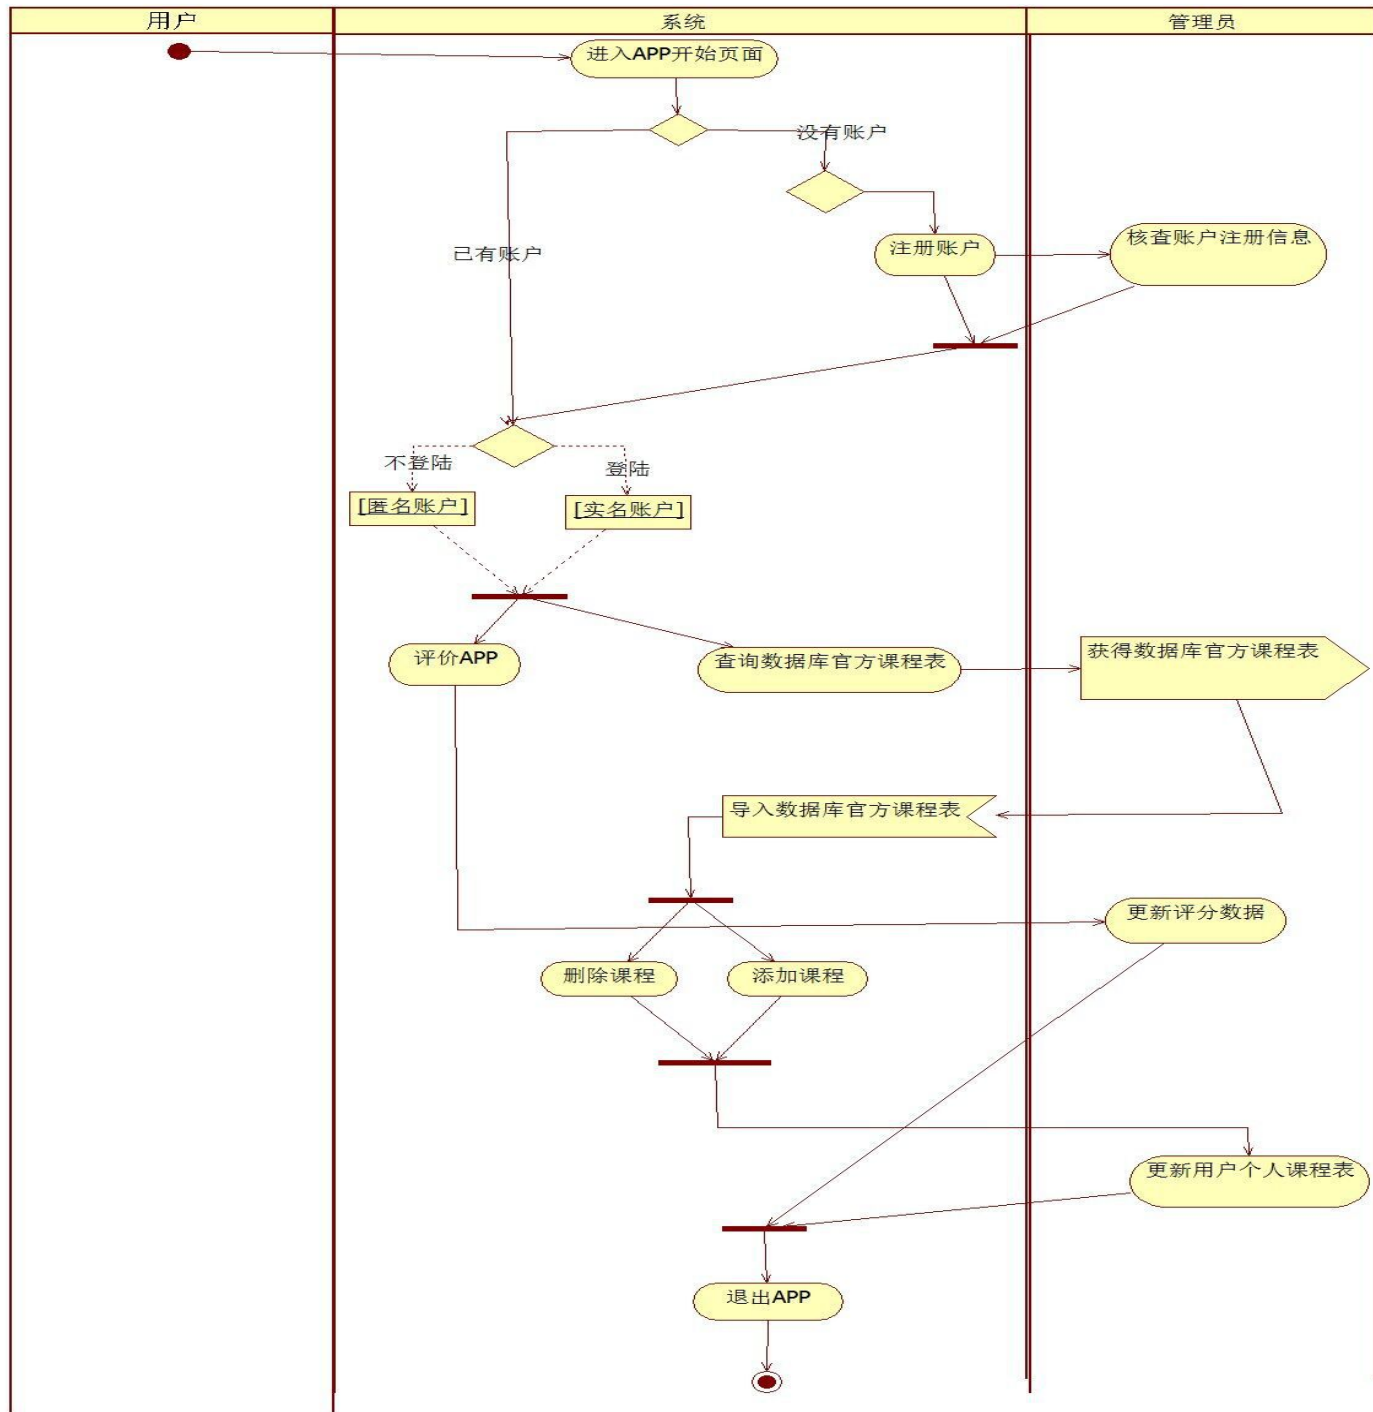 用户
系统
管理员
进入APP开始页面
没有账户
已有账户
注册账户
核查账户注册信息
不登陆
登陆
[匿名账户]
[实名账户]
评价APP
查询数据库官方课程表
获得数据库官方课程表
导入数据库官方课程表
更新评分数据
删除课程
添加课程
更新用户个人课程表
退出APP